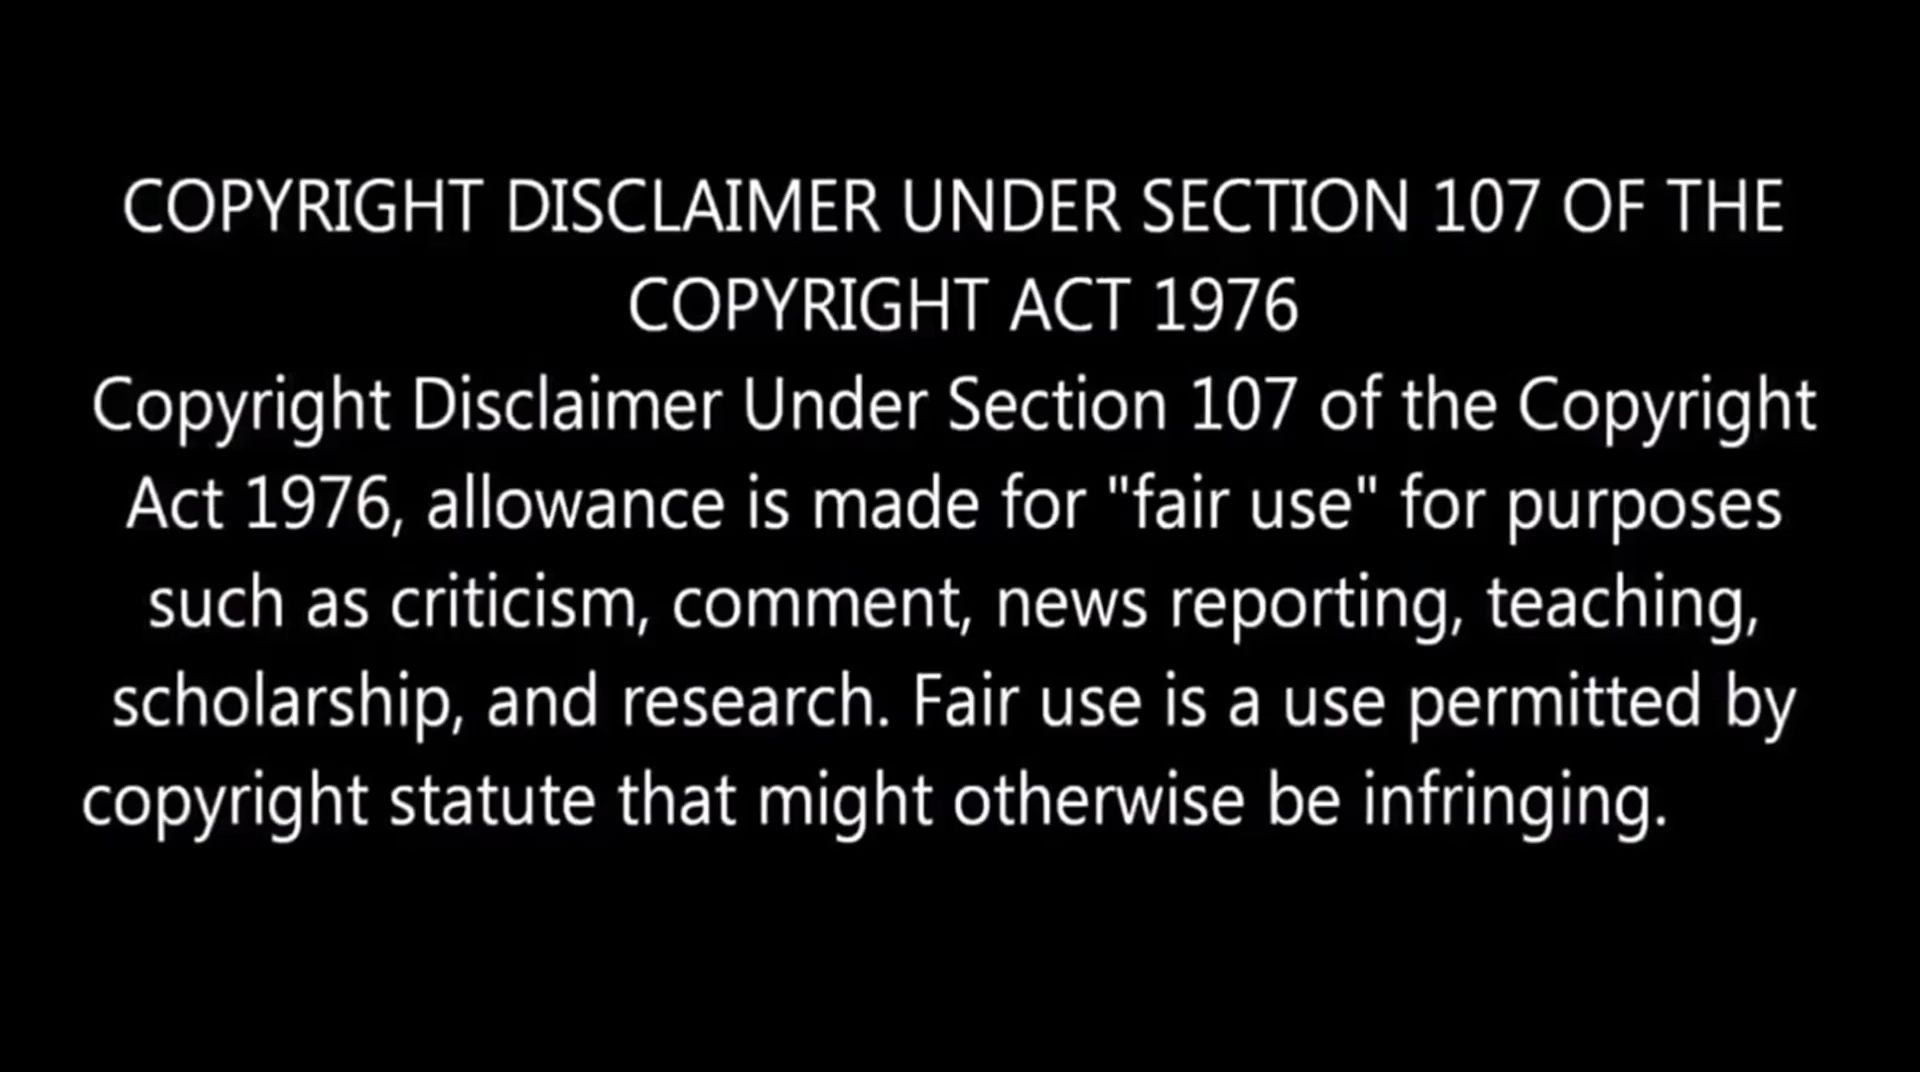 COPYRIGHT DISCLAIMER UNDER SECTION 107 OF THE
COPYRIGHT ACT 1976
Copyright Disclaimer Under Section 107 of the Copyright
Act 1976, allowance is made for "fair use" for purposes
such as criticism, comment, news reporting, teaching,
scholarship, and research. Fair use is a use permitted by
copyright statute that might otherwise be infringing.